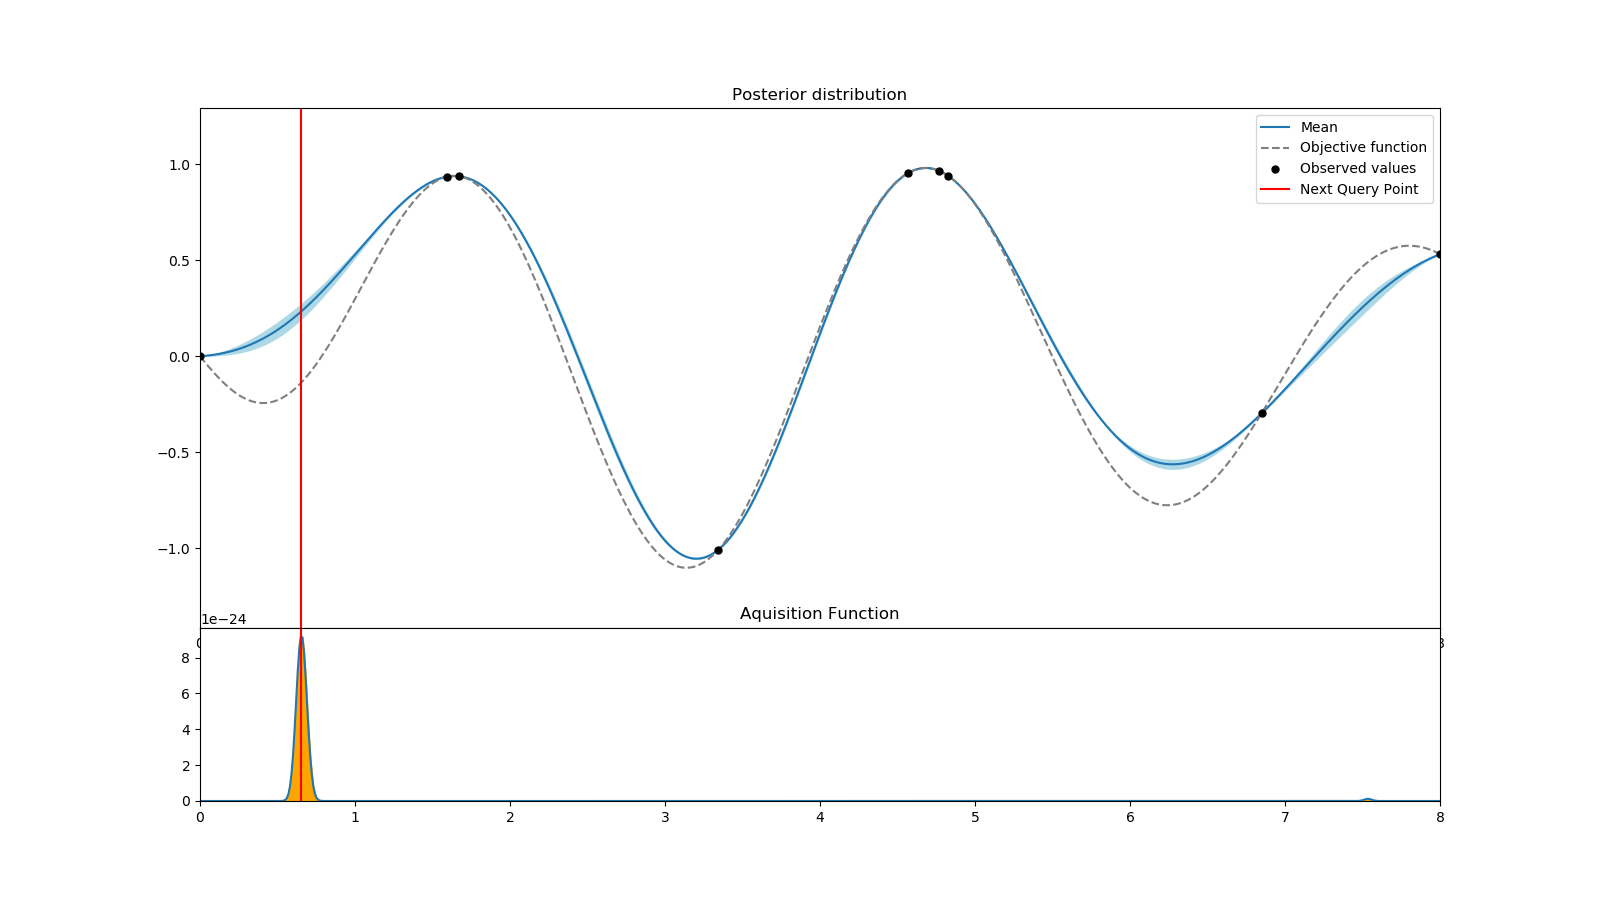 Posterior distribution
Mean
Objective function
Observed values
Next Query Point
1.0
0.5
0.0
−0.5
−1.0
1e−24
Aquisition Function
8
6
4
2
0
0 1 2 3 4 5 6 7 8